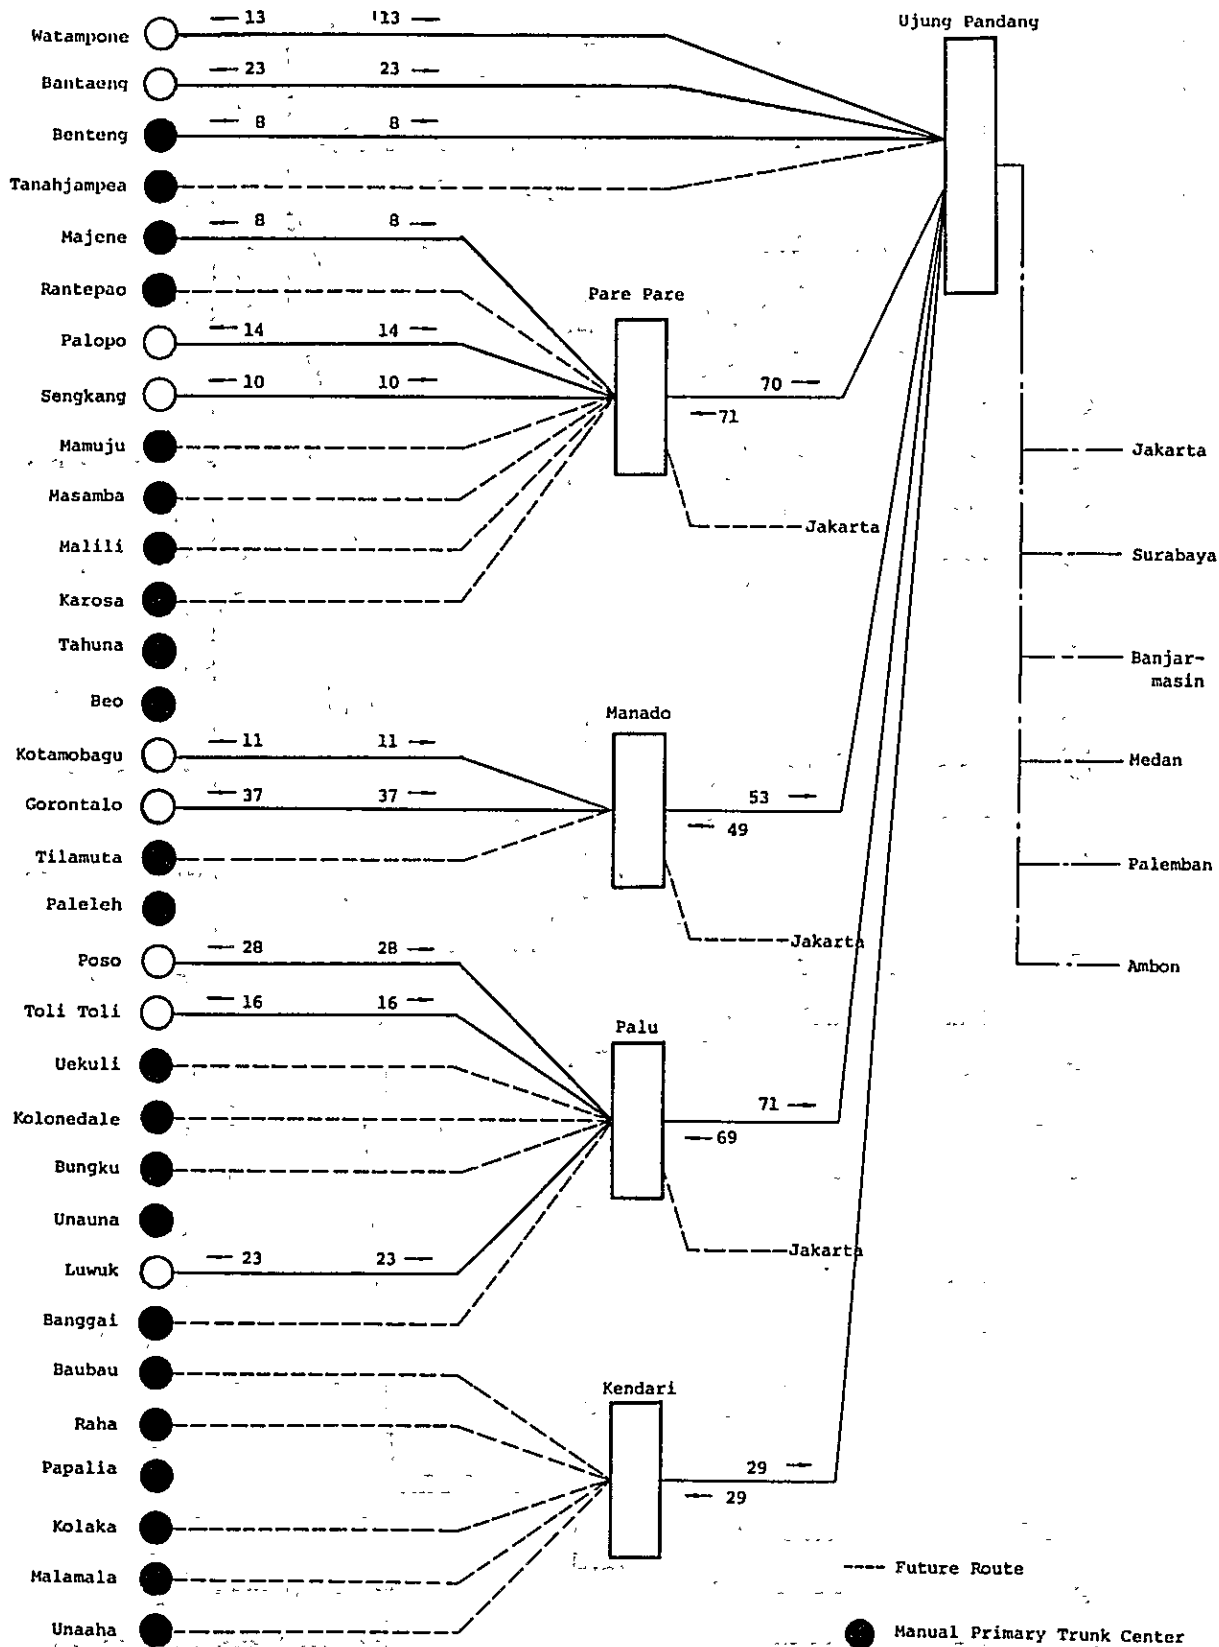 Ujung Pandang
Watampone 13 13
Bantaeng 23 23
Benteng 8 8
Tanahjampea
Majene 8 8
Rantepao
Pare Pare
Palopo 14 14
Sengkang 10 10
70
71
Mamuju
Jakarta
Masamba
Jakarta
Malili
Surabaya
Karosa
Tahuna
Banjar-
masin
Beo
Manado
Kotamobagu 11 11
Medan
Gorontalo 37 37
53
49
Tilamuta
Palemban
Paleleh
Jakarta
Poso 28 28
Ambon
Toli Toli 16 16
Palu
Uekuli
Kolonedale
71
69
Bungku
Unauna
Jakarta
Luwuk 23 23
Banggai
Baubau
Kendari
Raha
Papalia
29
29
Kolaka
Malamala
Future Route
Unaaha
Manual Primary Trunk Center